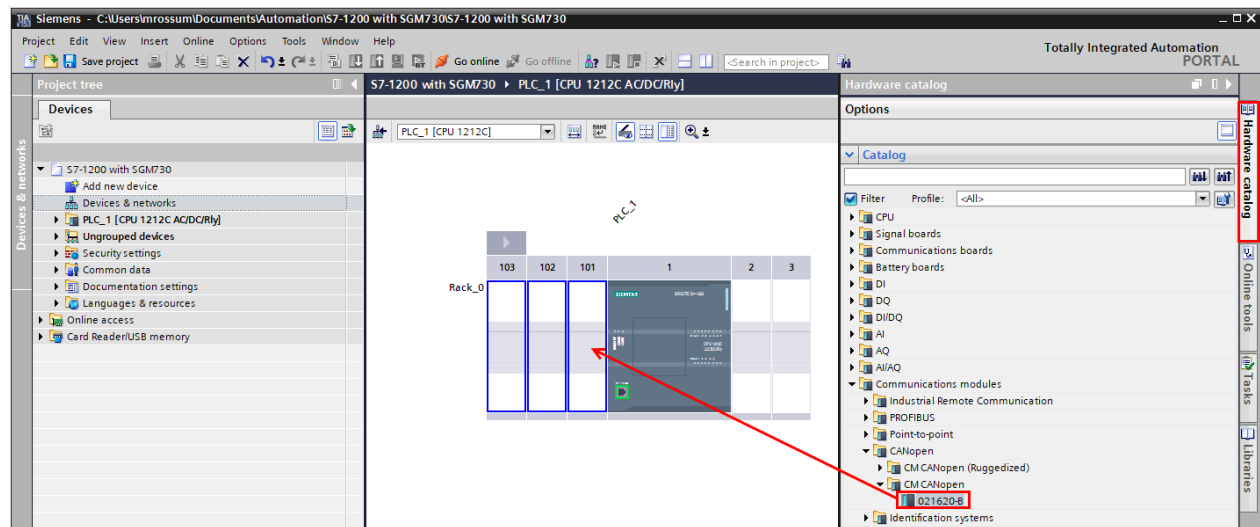 Siemens - C:\Users\mrossum\Documents\Automation\S7-1200 with SGM730\S7-1200 with SGM730
Project Edit View Insert Online Options Tools Window Help
Totally Integrated Automation
PORTAL
Save project Go online Go offline <Search in project>
Project tree
S7-1200 with SGM730 PLC_1 [CPU 1212C AC/DC/Rly]
Hardware catalog
Devices
Options
PLC_1 [CPU 1212C]
Catalog
S7-1200 with SGM730
Add new device
Devices & networks
PLC_1 [CPU 1212C AC/DC/Rly]
Ungrouped devices
Security settings
Common data
Documentation settings
Languages & resources
Online access
Card Reader/USB memory
Devices & networks
PLC_1
103 102 101 1 2 3
Rack_0
SIEMENS
Filter Profile: <All>
CPU
Signal boards
Communications boards
Battery boards
DI
DQ
DI/DQ
AI
AQ
AI/AQ
Communications modules
Industrial Remote Communication
PROFIBUS
Point-to-point
CANopen
CM CANopen (Ruggedized)
CM CANopen
021620-B
Identification systems
Hardware catalog
Online tools
Tasks
Libraries